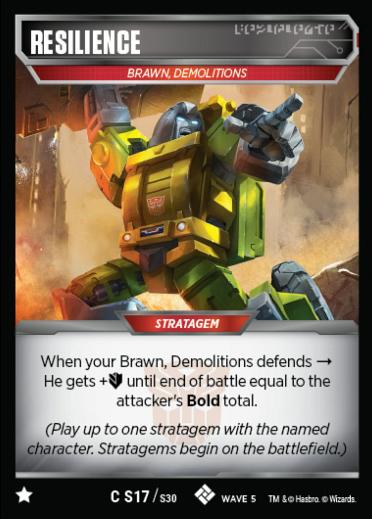 RESILIENCE
BRAWN, DEMOLITIONS
STRATAGEM
When your Brawn, Demolitions defends →
He gets + until end of battle equal to the
attacker's Bold total.
(Play up to one stratagem with the named
character. Stratagems begin on the battlefield.)
C S17/S30 WAVE 5 TM & © Hasbro. © Wizards.